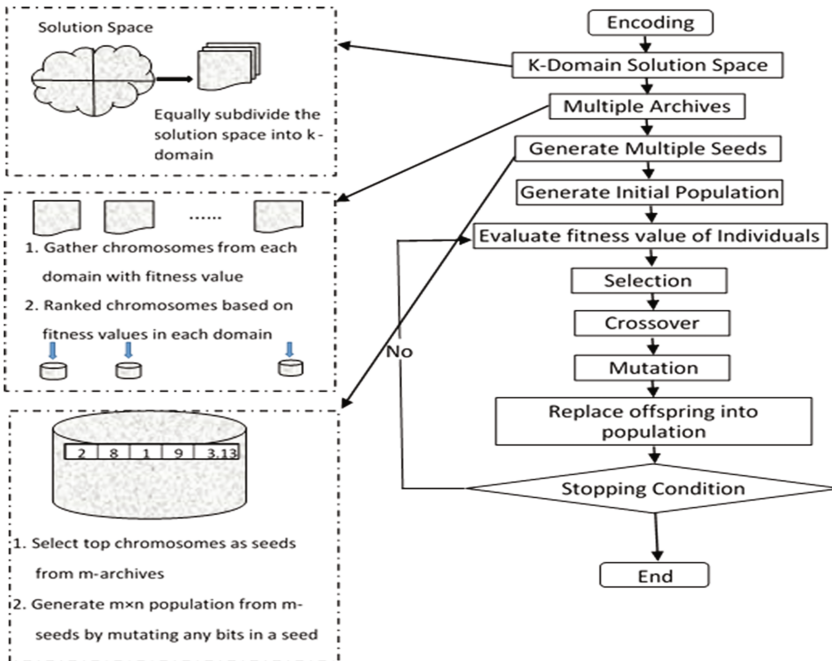 Solution Space
Equally subdivide the
solution space into k-
domain
......
1. Gather chromosomes from each
domain with fitness value
2. Ranked chromosomes based on
fitness values in each domain
2 8 1 9 3.13
1. Select top chromosomes as seeds
from m-archives
2. Generate m×n population from m-
seeds by mutating any bits in a seed
Encoding
K-Domain Solution Space
Multiple Archives
Generate Multiple Seeds
Generate Initial Population
Evaluate fitness value of Individuals
Selection
Crossover
Mutation
Replace offspring into
population
Stopping Condition
No
End